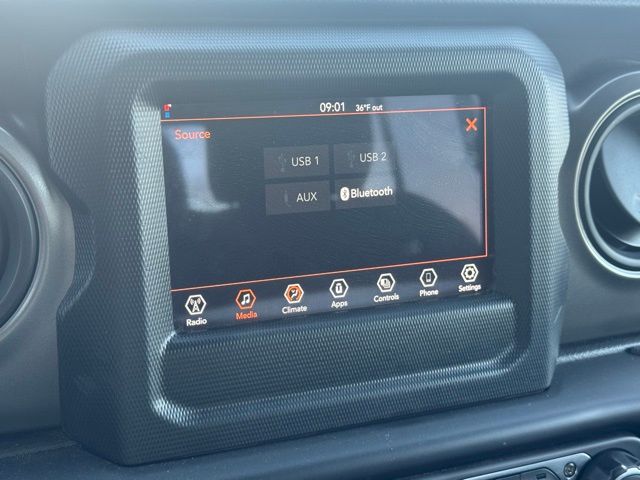 09:01 36°F out
Source
USB 1 USB 2
AUX Bluetooth
Radio Media Climate Apps Controls Phone Settings